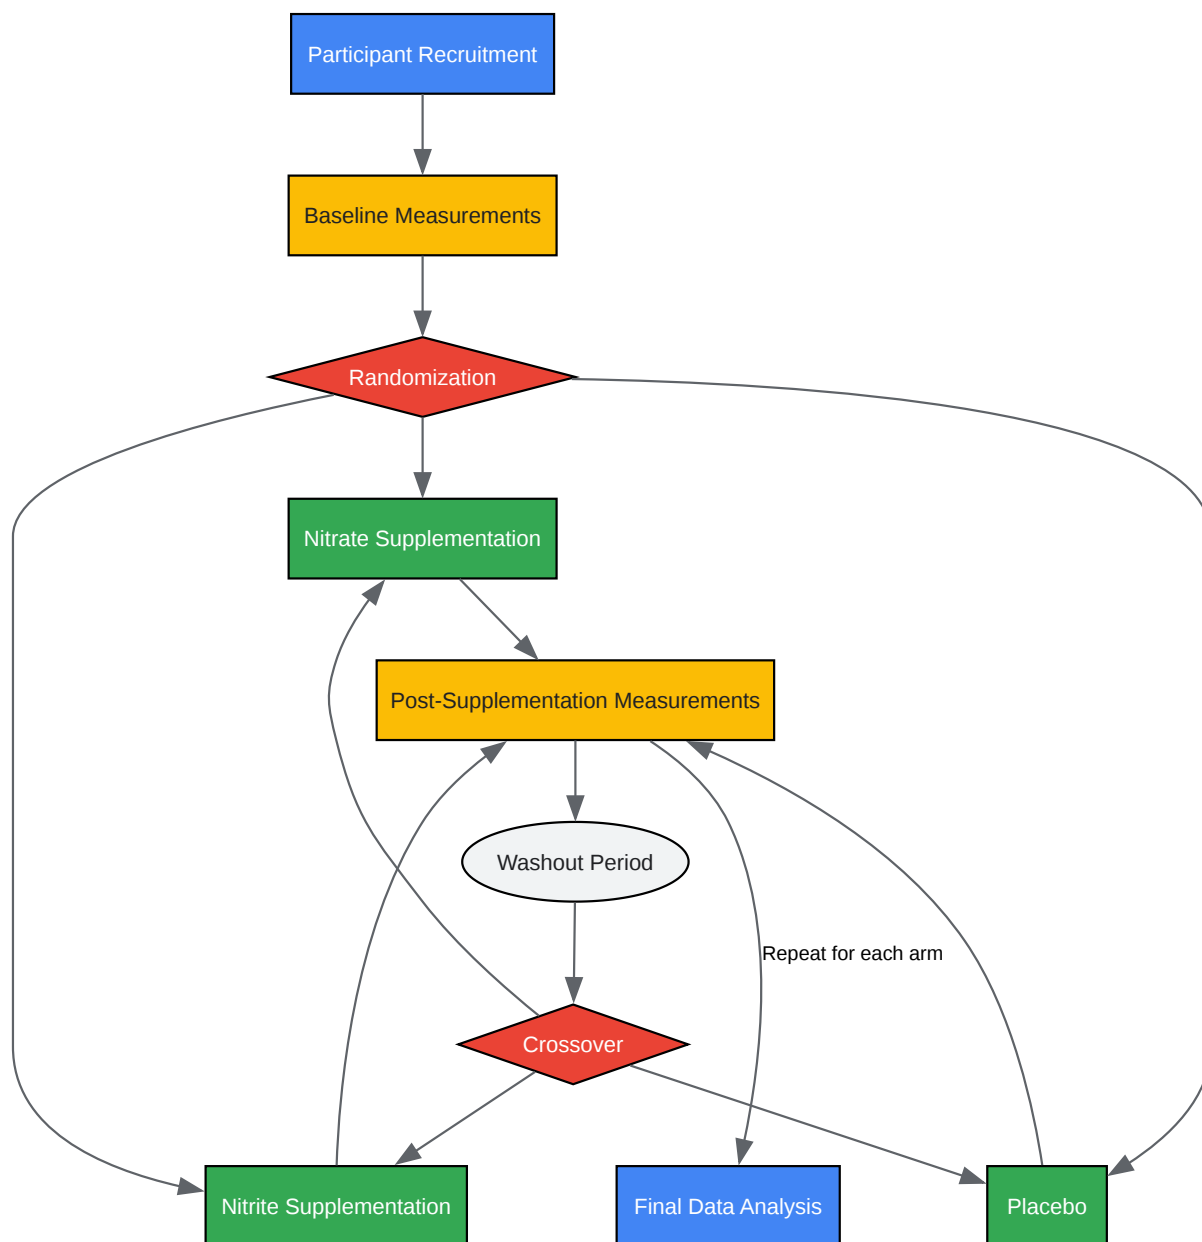 Participant Recruitment
Baseline Measurements
Randomization
Nitrate Supplementation
Post-Supplementation Measurements
Washout Period
Repeat for each arm
Crossover
Nitrite Supplementation
Final Data Analysis
Placebo